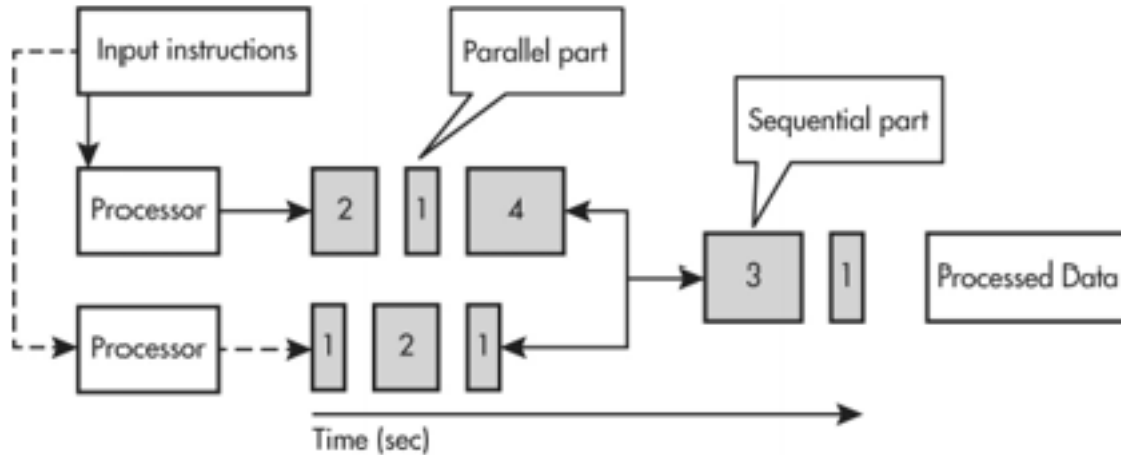 Input instructions
Parallel part
Sequential part
Processor
2
1
4
3
1
Processed Data
Processor
1
2
1
Time (sec)